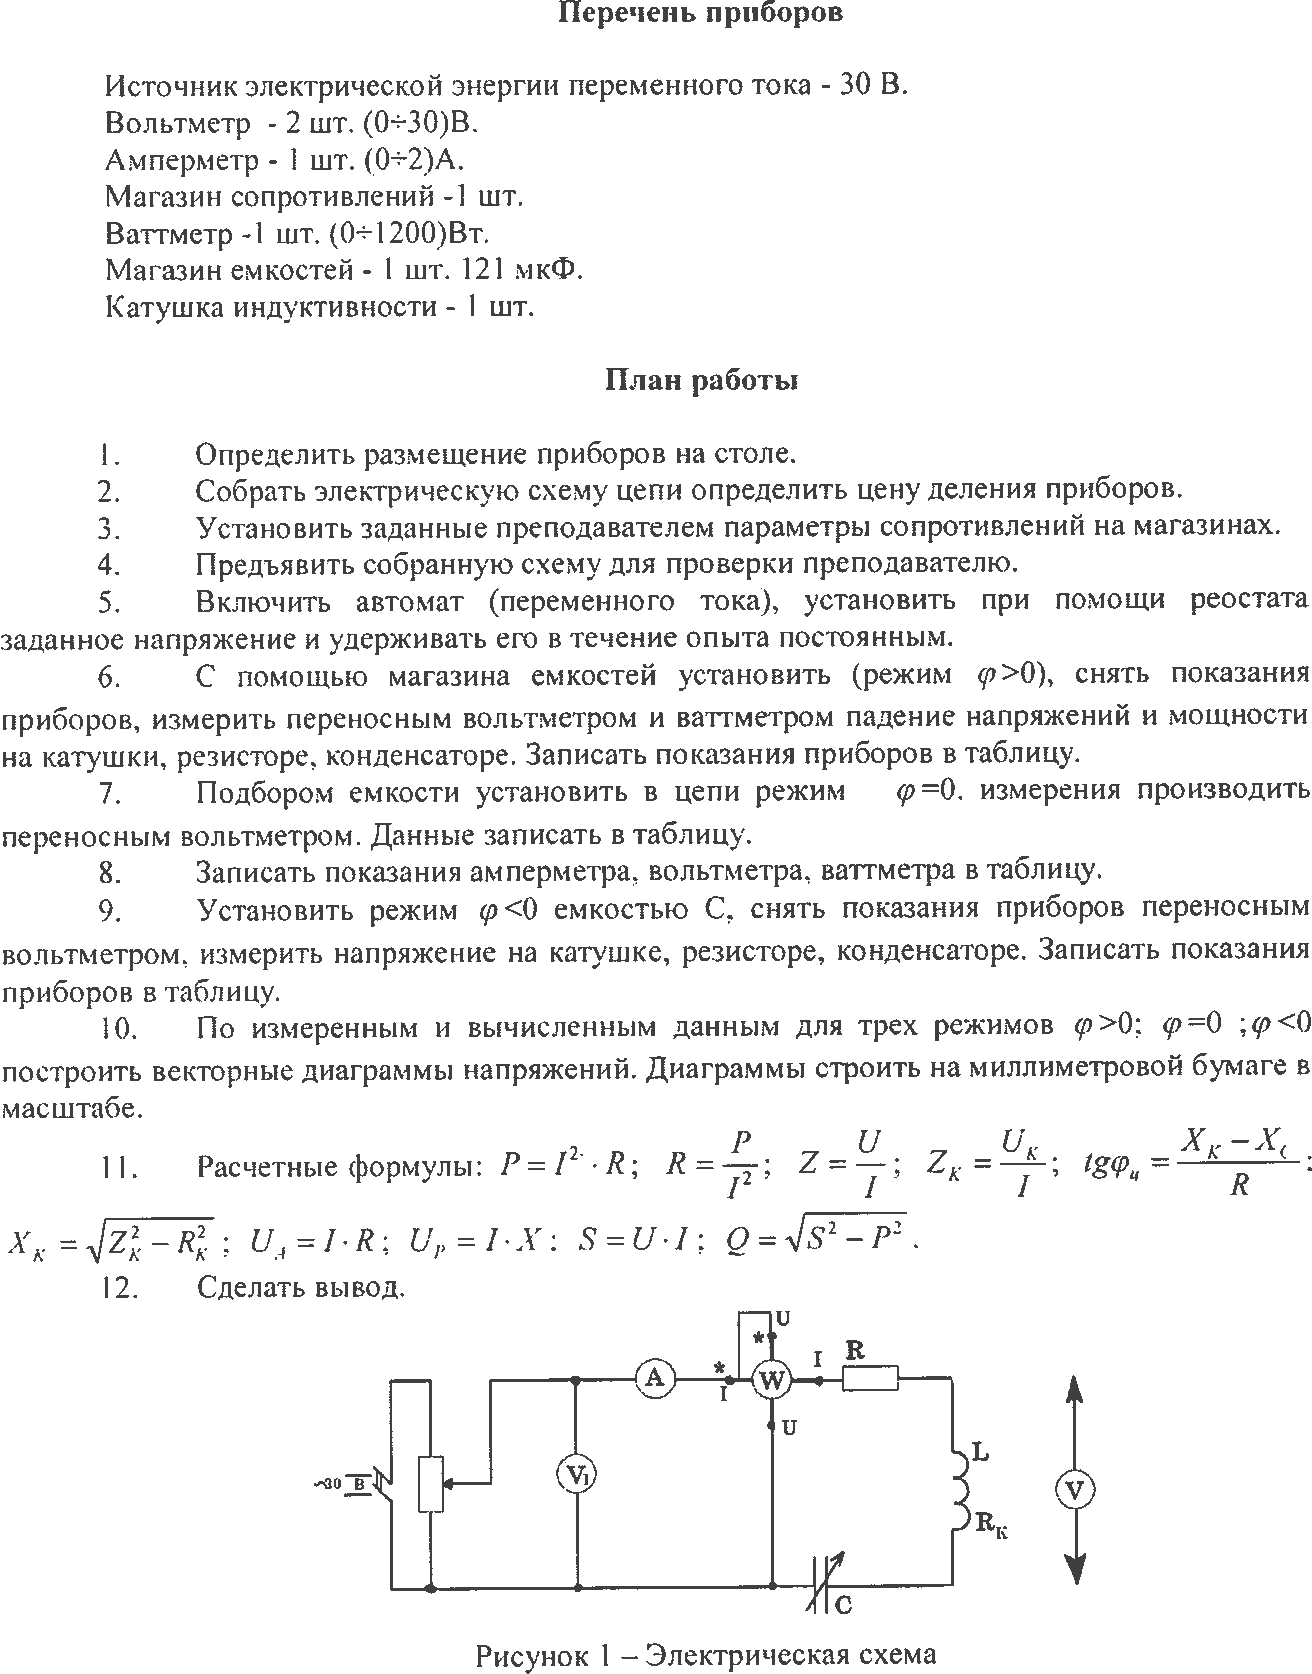 Перечень приборов
Источник электрической энергии переменного тока - 30 В.
Вольтметр - 2 шт. (0÷30)В.
Амперметр - 1 шт. (0÷2)А.
Магазин сопротивлений -1 шт.
Ваттметр -1 шт. (0÷1200)Вт.
Магазин емкостей - 1 шт. 121 мкФ.
Катушка индуктивности - 1 шт.
План работы
1. Определить размещение приборов на столе.
2. Собрать электрическую схему цепи определить цену деления приборов.
3. Установить заданные преподавателем параметры сопротивлений на магазинах.
4. Предъявить собранную схему для проверки преподавателю.
5. Включить автомат (переменного тока), установить при помощи реостата
заданное напряжение и удерживать его в течение опыта постоянным.
6. С помощью магазина емкостей установить (режим φ>0), снять показания
приборов, измерить переносным вольтметром и ваттметром падение напряжений и мощности
на катушки, резисторе, конденсаторе. Записать показания приборов в таблицу.
7. Подбором емкости установить в цепи режим φ=0. измерения производить
переносным вольтметром. Данные записать в таблицу.
8. Записать показания амперметра, вольтметра, ваттметра в таблицу.
9. Установить режим φ<0 емкостью С, снять показания приборов переносным
вольтметром, измерить напряжение на катушке, резисторе, конденсаторе. Записать показания
приборов в таблицу.
10. По измеренным и вычисленным данным для трех режимов φ>0; φ=0 ;φ<0
построить векторные диаграммы напряжений. Диаграммы строить на миллиметровой бумаге в
масштабе.
11. Расчетные формулы: P = I² · R; R = P/I²; Z = U/I; Z_K = U_K/I; tgφ_ц = (X_K − X_C)/R;
X_K = √(Z_K² − R_K²); U_A = I · R; U_P = I · X; S = U · I; Q = √(S² − P²).
12. Сделать вывод.
U
*
* A W I R
I
U
L
~30 В V₁ V
R_K
C
Рисунок 1 – Электрическая схема